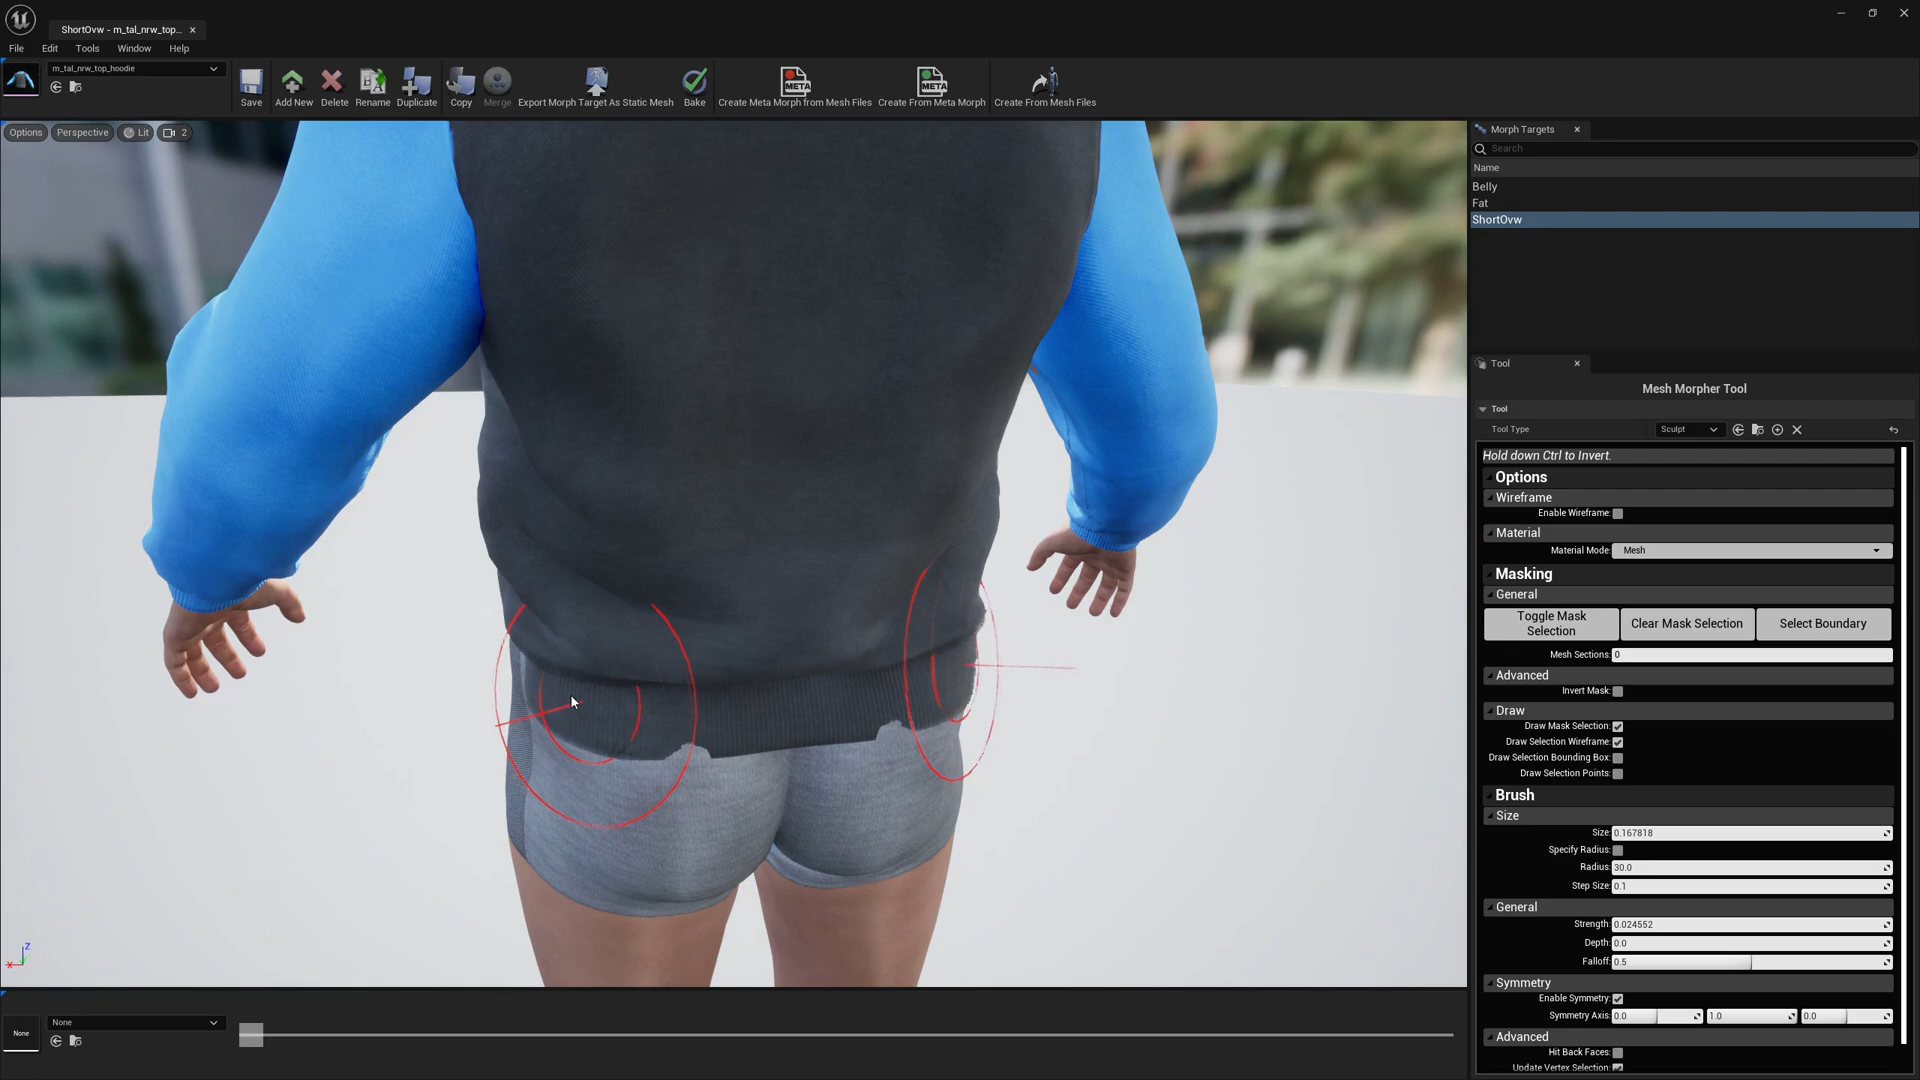 ShortOvw - m_tal_nrw_top...
File Edit Tools Window Help
m_tal_nrw_top_hoodie
Save Add New Delete Rename Duplicate Copy Merge Export Morph Target As Static Mesh Bake Create Meta Morph from Mesh Files Create From Meta Morph Create From Mesh Files
META
META
Options Perspective Lit 2
Morph Targets
Search
Name
Belly
Fat
ShortOvw
Tool
Mesh Morpher Tool
Tool
Tool Type Sculpt
Hold down Ctrl to Invert.
Options
Wireframe
Enable Wireframe:
Material
Material Mode: Mesh
Masking
General
Toggle Mask Selection Clear Mask Selection Select Boundary
Mesh Sections: 0
Advanced
Invert Mask:
Draw
Draw Mask Selection:
Draw Selection Wireframe:
Draw Selection Bounding Box:
Draw Selection Points:
Brush
Size
Size: 0.167818
Specify Radius:
Radius: 30.0
Step Size: 0.1
General
Strength: 0.024552
Depth: 0.0
Falloff: 0.5
Symmetry
Enable Symmetry:
Symmetry Axis: 0.0 1.0 0.0
Advanced
Hit Back Faces:
Update Vertex Selection:
Z
X
None
None